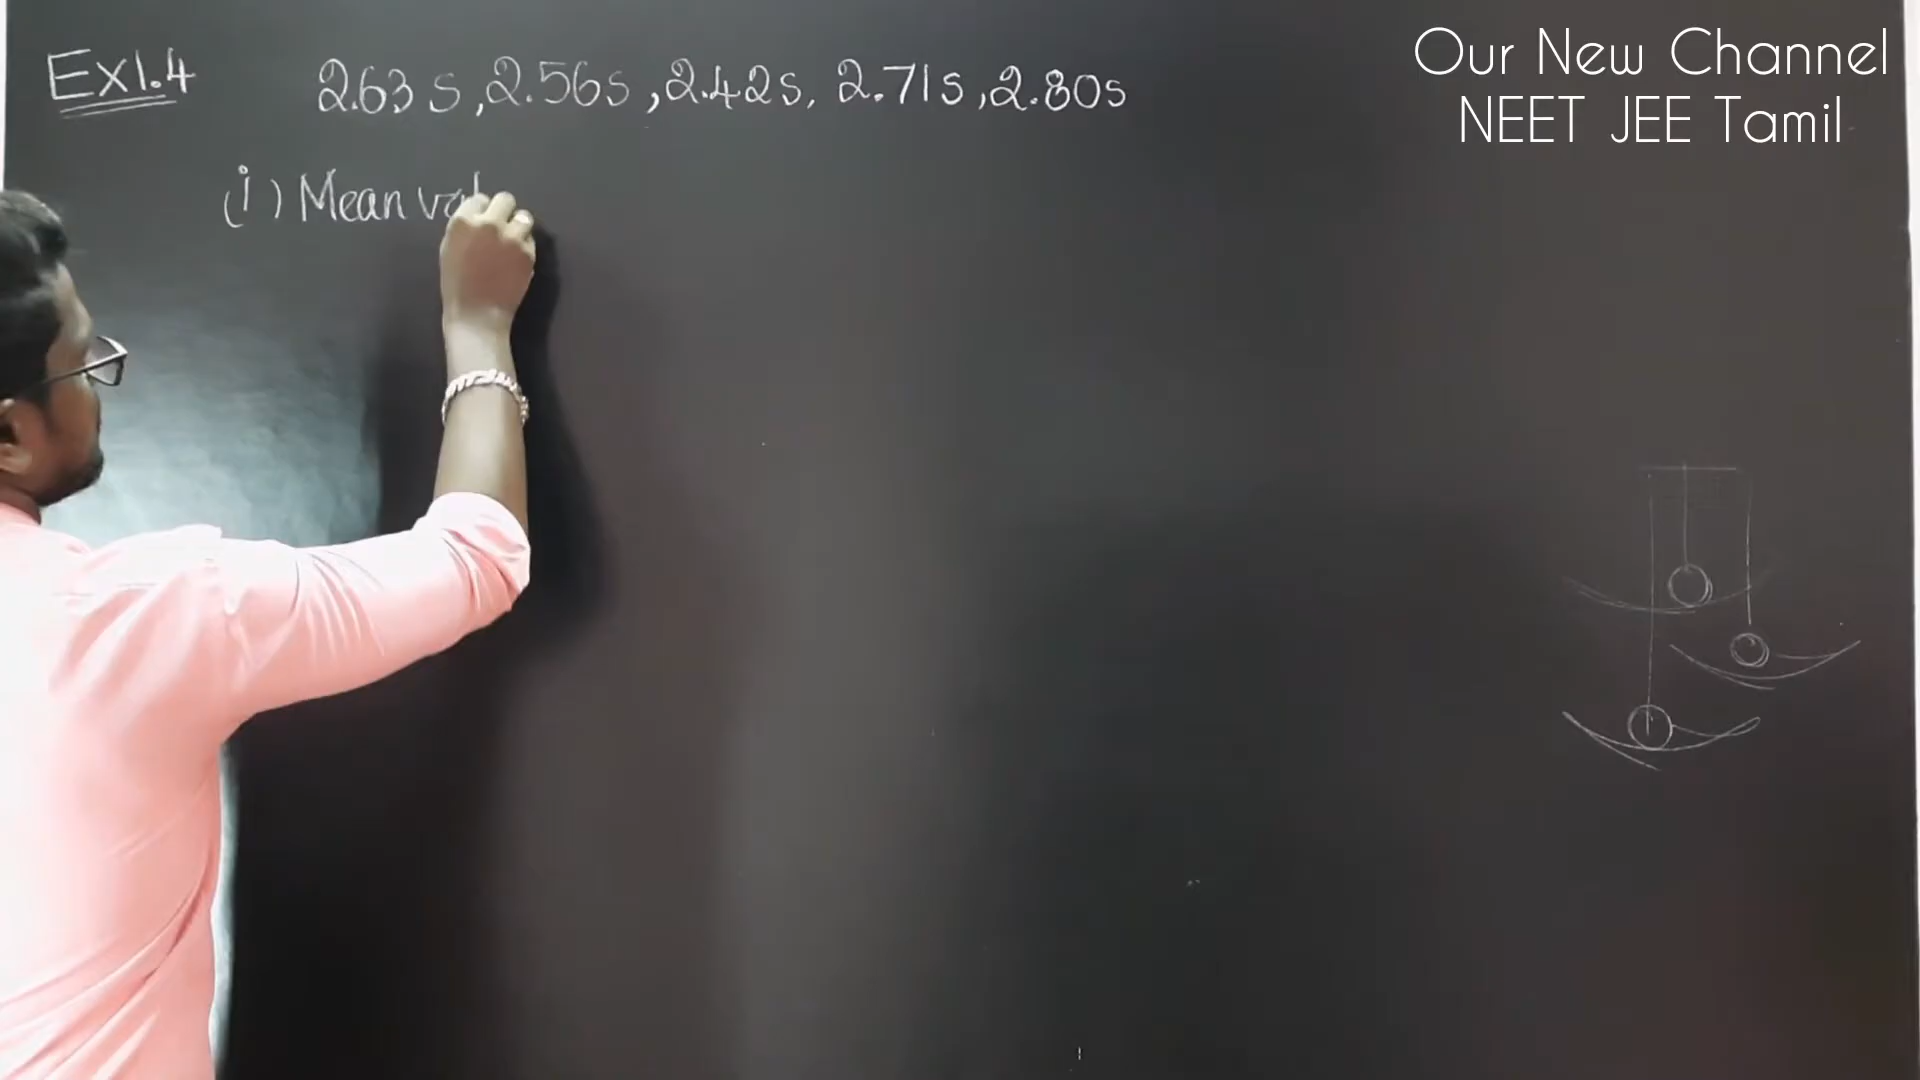 Our New Channel
NEET JEE Tamil
Ex1.4
2.63 s, 2.56s, 2.42s, 2.71s, 2.80s
(i) Mean